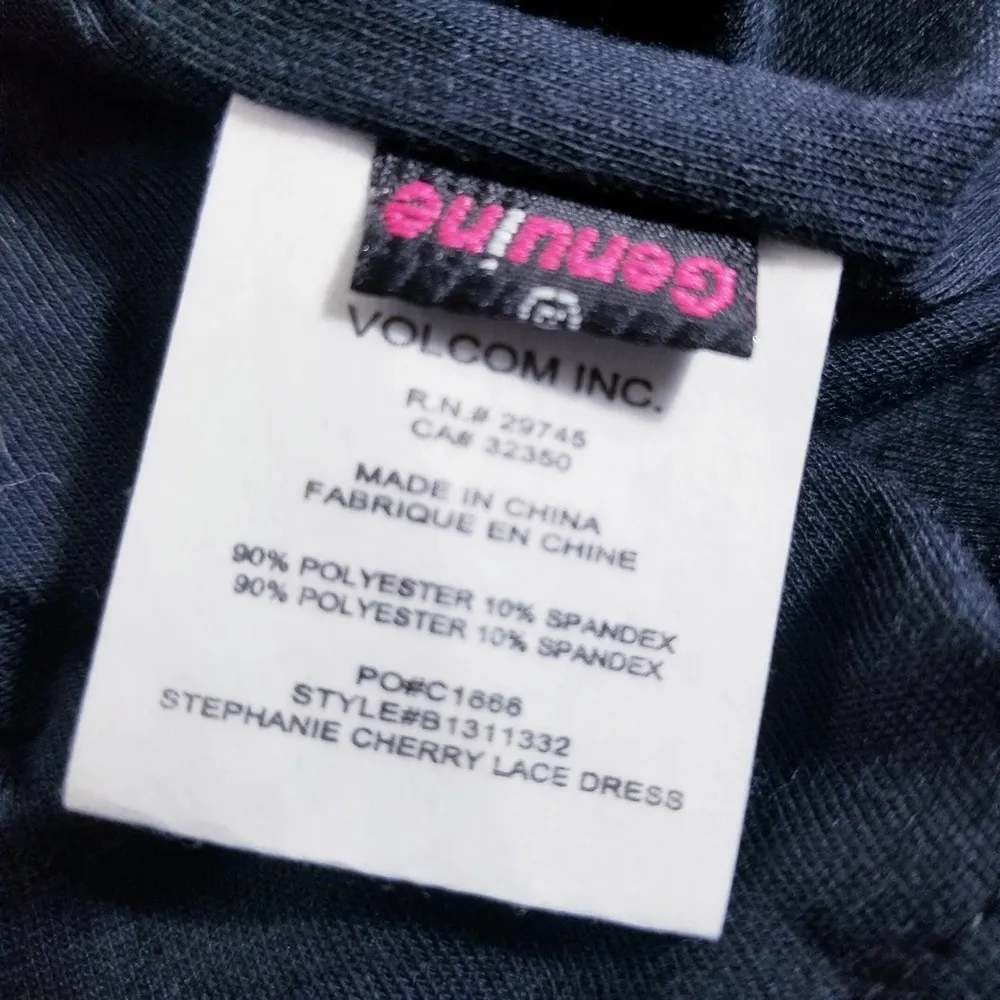 Genuine
VOLCOM INC.
R.N.# 29745
CA# 32350
MADE IN CHINA
FABRIQUE EN CHINE
90% POLYESTER 10% SPANDEX
90% POLYESTER 10% SPANDEX
PO#C1668
STYLE#B1311332
STEPHANIE CHERRY LACE DRESS